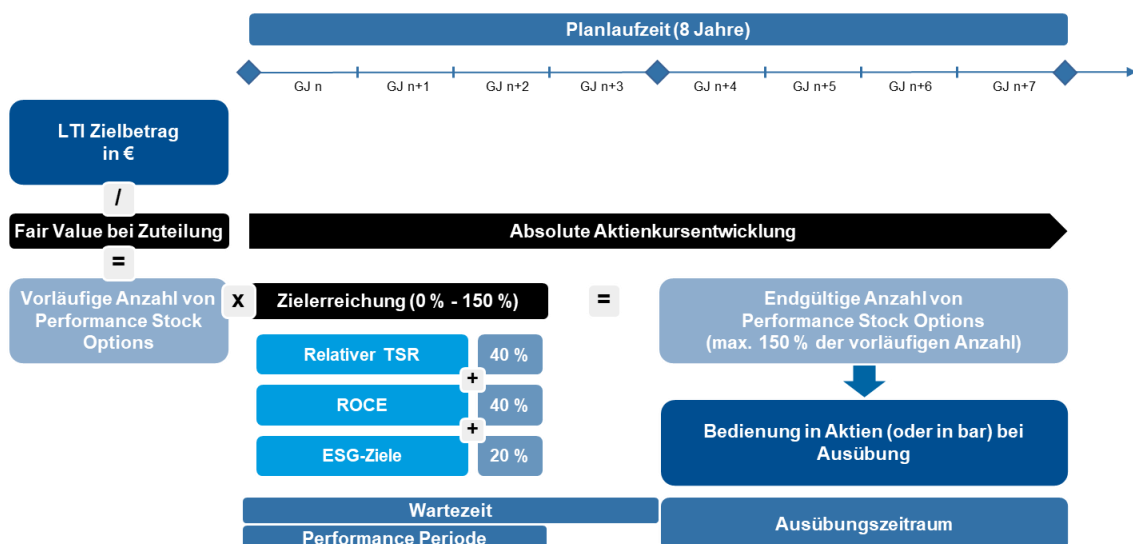 Planlaufzeit (8 Jahre)
GJ n
GJ n+1
GJ n+2
GJ n+3
GJ n+4
GJ n+5
GJ n+6
GJ n+7
LTI Zielbetrag
in €
/
Fair Value bei Zuteilung
Absolute Aktienkursentwicklung
=
Vorläufige Anzahl von
Performance Stock
Options
x
Zielerreichung (0 % - 150 %)
=
Endgültige Anzahl von
Performance Stock Options
(max. 150 % der vorläufigen Anzahl)
Relativer TSR
40 %
+
ROCE
40 %
+
ESG-Ziele
20 %
Bedienung in Aktien (oder in bar) bei
Ausübung
Wartezeit
Performance Periode
Ausübungszeitraum